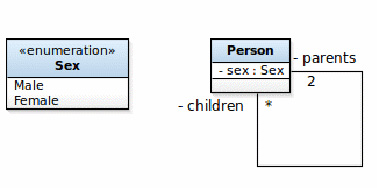 «enumeration»
Sex
Male
Female
Person
- sex : Sex
- parents
2
- children
*